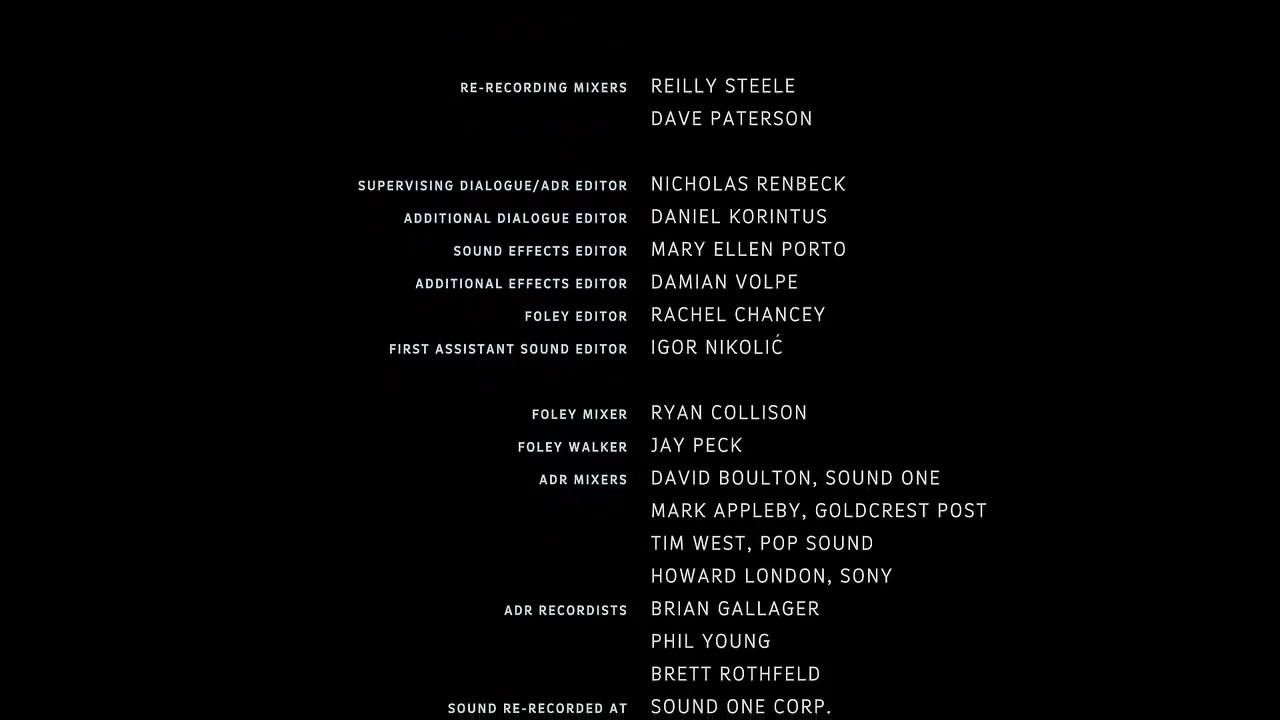 RE-RECORDING MIXERS REILLY STEELE
DAVE PATERSON
SUPERVISING DIALOGUE/ADR EDITOR NICHOLAS RENBECK
ADDITIONAL DIALOGUE EDITOR DANIEL KORINTUS
SOUND EFFECTS EDITOR MARY ELLEN PORTO
ADDITIONAL EFFECTS EDITOR DAMIAN VOLPE
FOLEY EDITOR RACHEL CHANCEY
FIRST ASSISTANT SOUND EDITOR IGOR NIKOLIĆ
FOLEY MIXER RYAN COLLISON
FOLEY WALKER JAY PECK
ADR MIXERS DAVID BOULTON, SOUND ONE
MARK APPLEBY, GOLDCREST POST
TIM WEST, POP SOUND
HOWARD LONDON, SONY
ADR RECORDISTS BRIAN GALLAGER
PHIL YOUNG
BRETT ROTHFELD
SOUND RE-RECORDED AT SOUND ONE CORP.